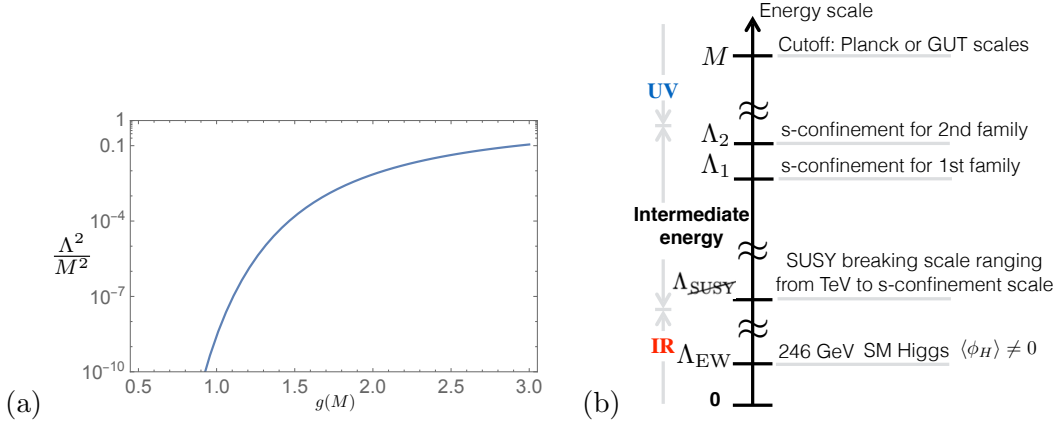 1
0.1
10⁻⁴
10⁻⁷
10⁻¹⁰
Λ²
M²
0.5 1.0 1.5 2.0 2.5 3.0
g(M)
(a)
Energy scale
M Cutoff: Planck or GUT scales
UV
Λ₂ s-confinement for 2nd family
Λ₁ s-confinement for 1st family
Intermediate
energy
SUSY breaking scale ranging
Λ_SUSY from TeV to s-confinement scale
IR
Λ_EW 246 GeV SM Higgs ⟨ϕ_H⟩ ≠ 0
0
(b)